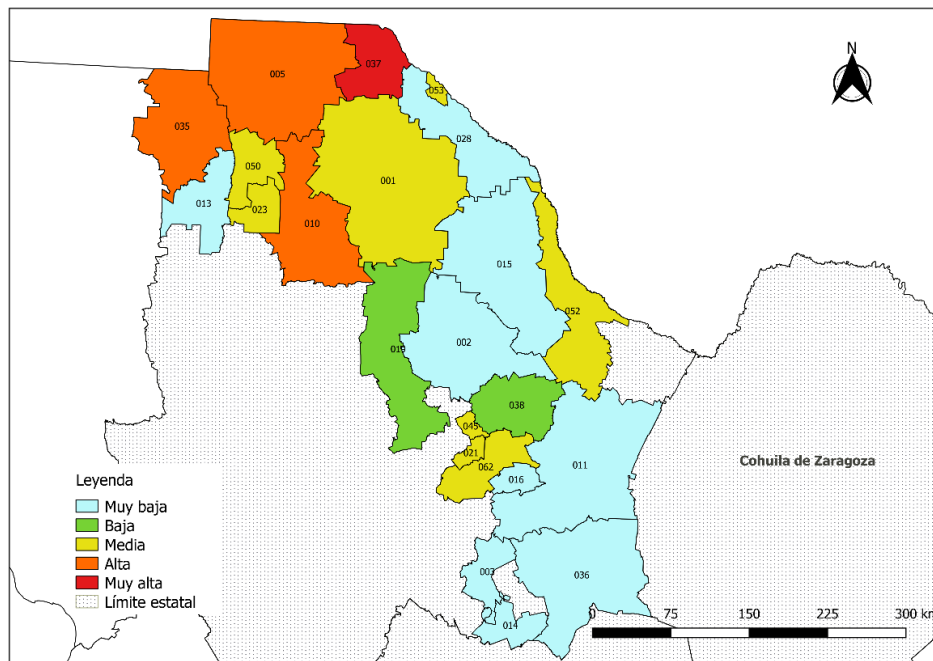 N
037
005
053
035
028
050
001
013
023
010
015
052
002
019
038
045
021
062
016
011
Cohuila de Zaragoza
003
036
014
Leyenda
Muy baja
Baja
Media
Alta
Muy alta
Límite estatal
0 75 150 225 300 km